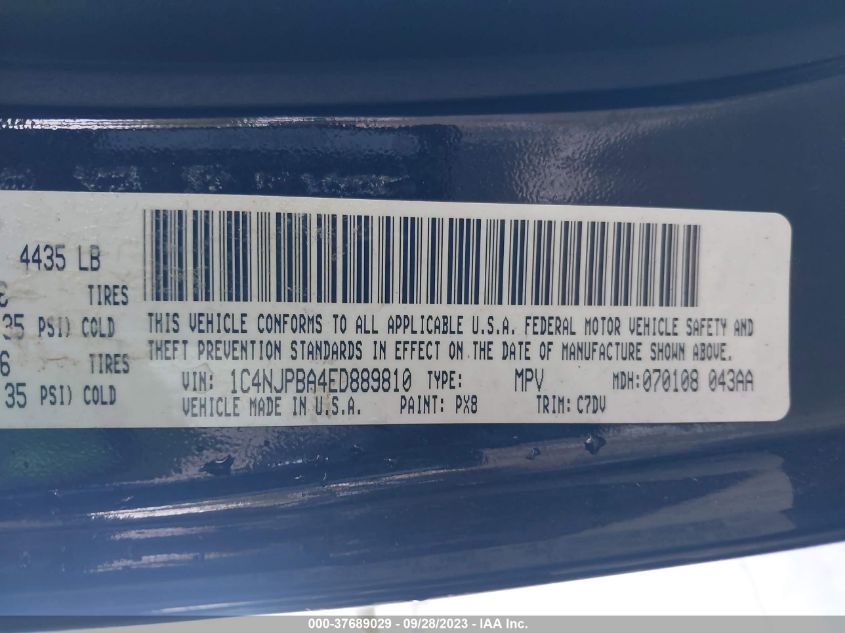 4435 LB
TIRES
35 PSI) COLD
6 TIRES
35 PSI) COLD
THIS VEHICLE CONFORMS TO ALL APPLICABLE U.S.A. FEDERAL MOTOR VEHICLE SAFETY AND
THEFT PREVENTION STANDARDS IN EFFECT ON THE DATE OF MANUFACTURE SHOWN ABOVE.
VIN: 1C4NJPBA4ED889810 TYPE: MPV MDH:070108 043AA
VEHICLE MADE IN U.S.A. PAINT: PX8 TRIM: C7DV
000-37689029 - 09/28/2023 - IAA Inc.